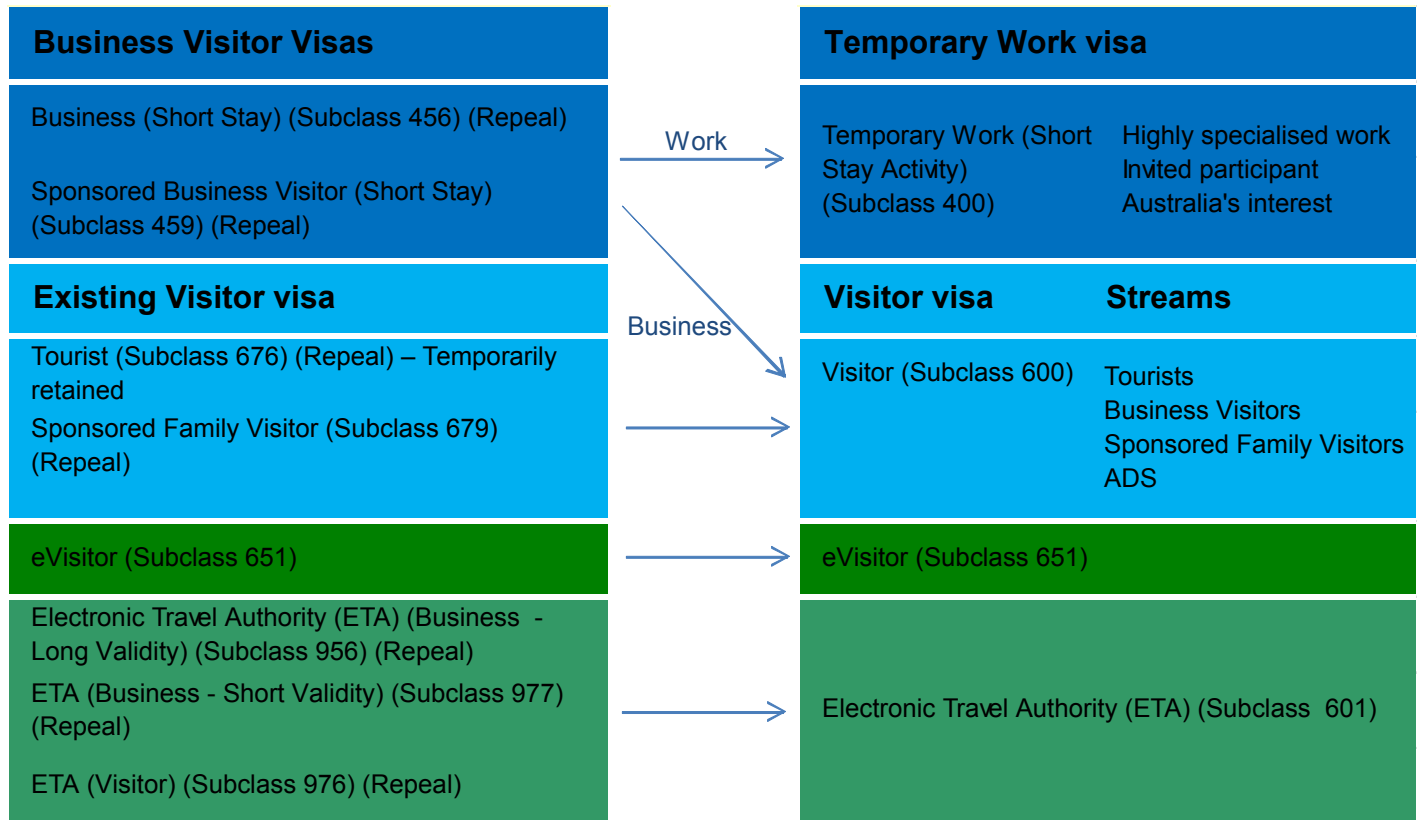 Business Visitor Visas
Business (Short Stay) (Subclass 456) (Repeal)
Sponsored Business Visitor (Short Stay)
(Subclass 459) (Repeal)
Existing Visitor visa
Tourist (Subclass 676) (Repeal) – Temporarily
retained
Sponsored Family Visitor (Subclass 679)
(Repeal)
eVisitor (Subclass 651)
Electronic Travel Authority (ETA) (Business -
Long Validity) (Subclass 956) (Repeal)
ETA (Business - Short Validity) (Subclass 977)
(Repeal)
ETA (Visitor) (Subclass 976) (Repeal)
Work
Business
Temporary Work visa
Temporary Work (Short
Stay Activity)
(Subclass 400)
Highly specialised work
Invited participant
Australia's interest
Visitor visa
Streams
Visitor (Subclass 600)
Tourists
Business Visitors
Sponsored Family Visitors
ADS
eVisitor (Subclass 651)
Electronic Travel Authority (ETA) (Subclass 601)